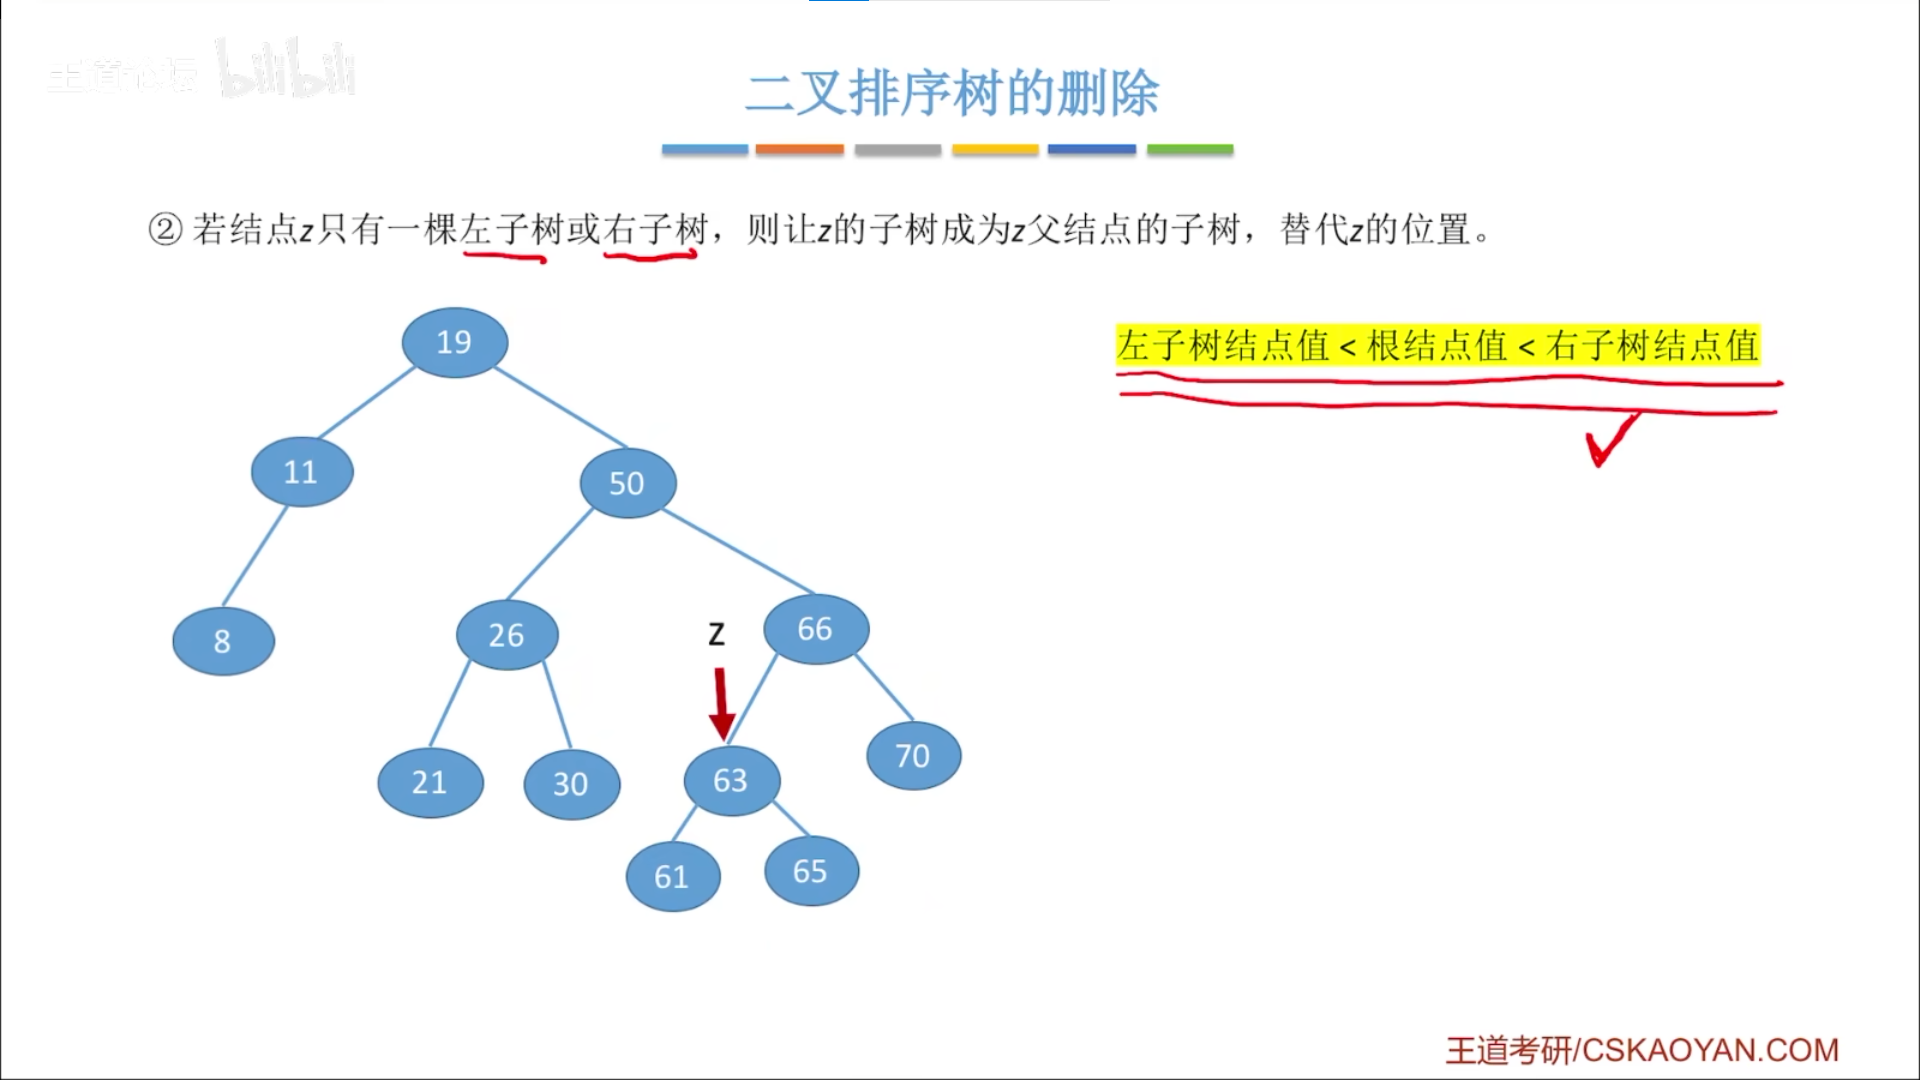 王道论坛 bilibili
二叉排序树的删除
② 若结点z只有一棵左子树或右子树，则让z的子树成为z父结点的子树，替代z的位置。
左子树结点值 < 根结点值 < 右子树结点值
19
11
50
8
26
Z
66
21
30
63
70
61
65
王道考研/CSKAOYAN.COM